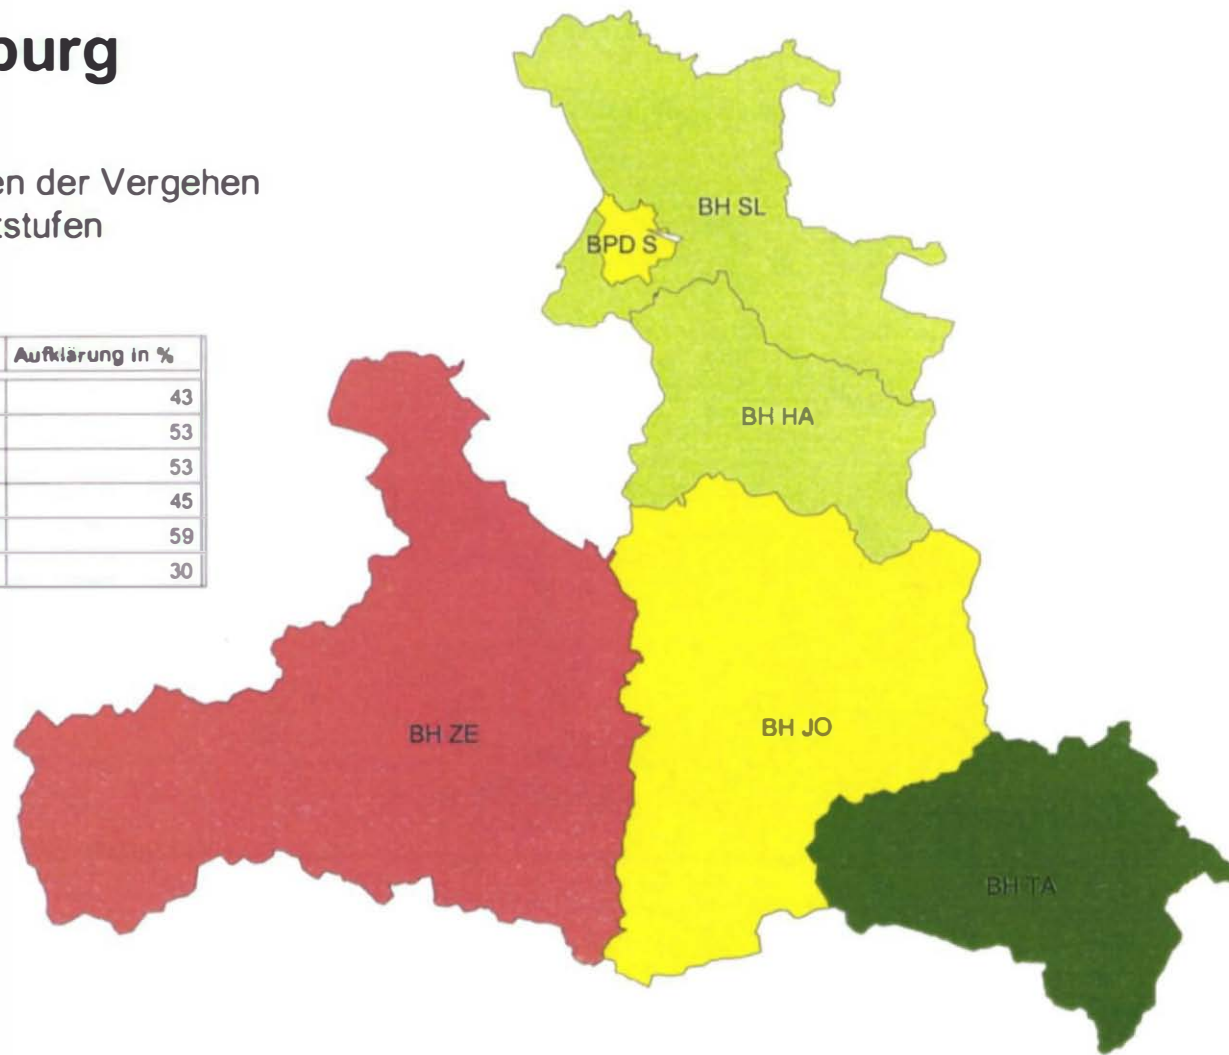 burg
en der Vergehen
tstufen
Aufklärung in %
43
53
53
45
59
30
BH SL
BPD S
BH HA
BH ZE
BH JO
BH TA